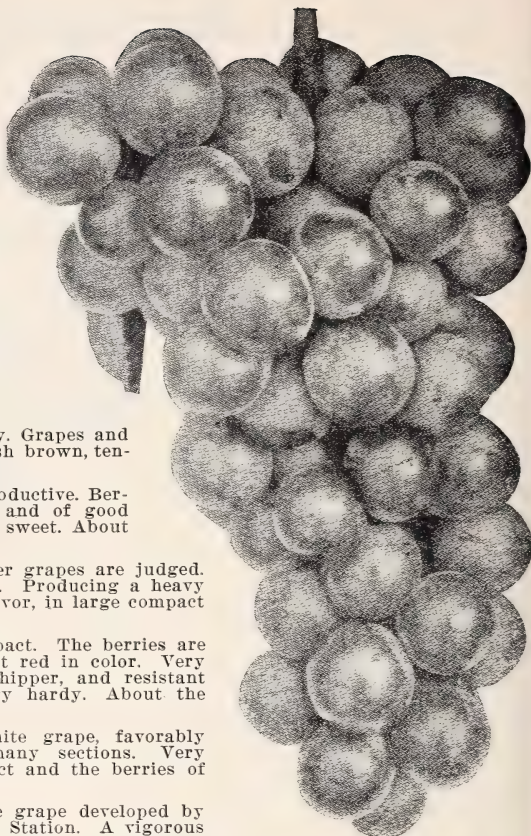 y. Grapes and
sh brown, ten-
oductive. Ber-
and of good
sweet. About
er grapes are judged.
. Producing a heavy
vor, in large compact
pact. The berries are
t red in color. Very
hipper, and resistant
y hardy. About the
ite grape, favorably
many sections. Very
ct and the berries of
e grape developed by
Station. A vigorous